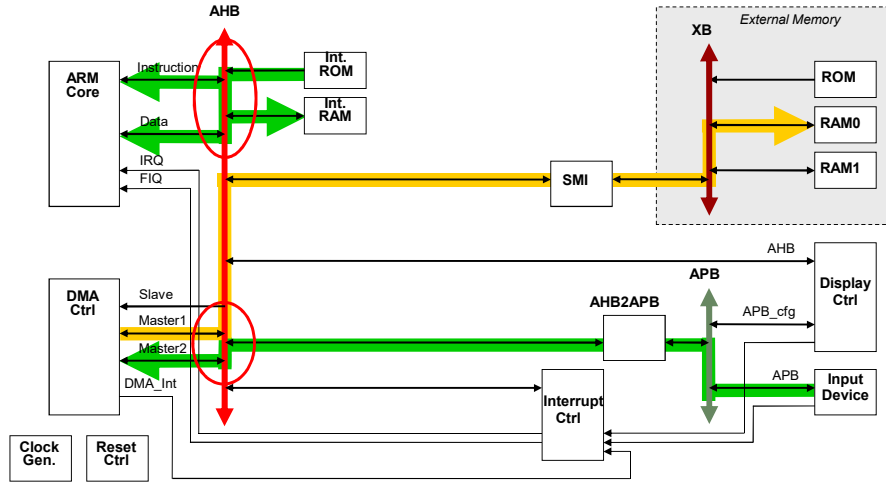 AHB
External Memory
XB
ARM
Core
Instruction
Int.
ROM
ROM
Int.
RAM
Data
RAM0
IRQ
FIQ
SMI
RAM1
AHB
DMA
Ctrl
Slave
Master1
Master2
DMA_Int
AHB2APB
APB
APB_cfg
Display
Ctrl
APB
Input
Device
Interrupt
Ctrl
Clock
Gen.
Reset
Ctrl